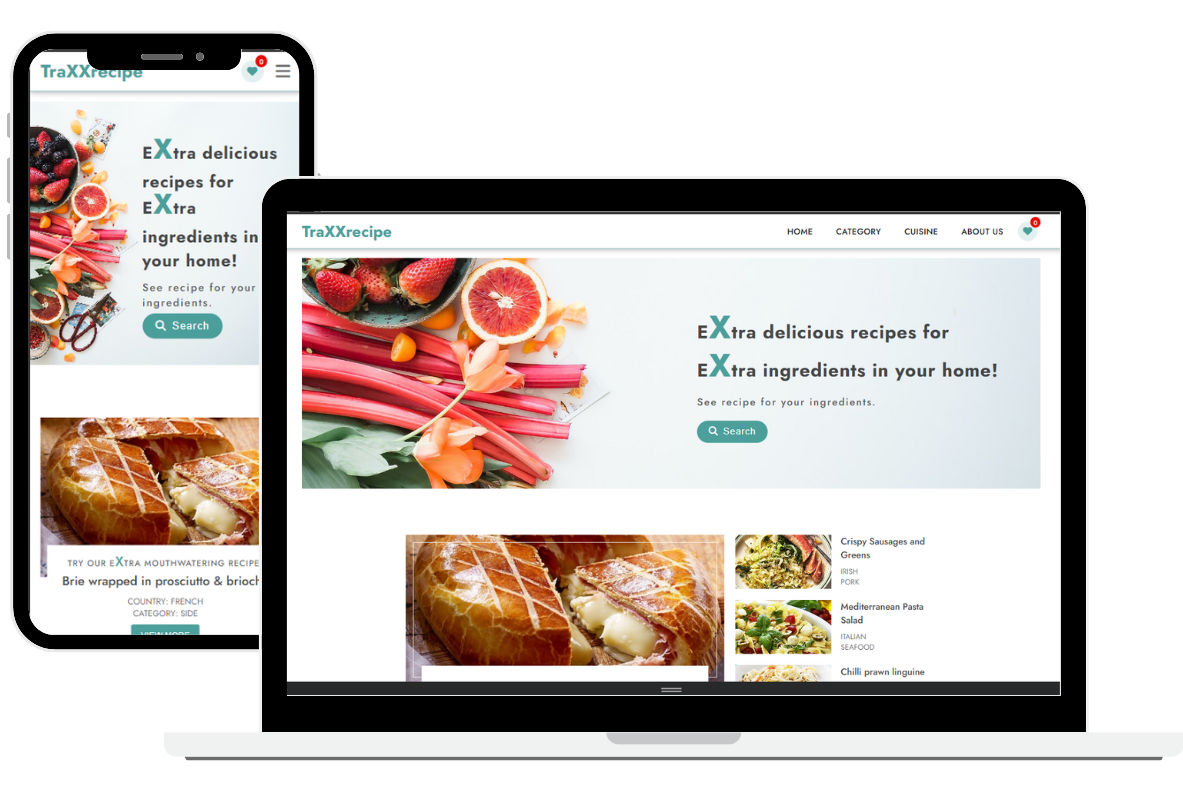 TraXXrecipe
0
EXtra delicious
recipes for
EXtra
ingredients in
your home!
See recipe for your
ingredients.
Search
TRY OUR EXTRA MOUTHWATERING RECIPE
Brie wrapped in prosciutto & brioch
COUNTRY: FRENCH
CATEGORY: SIDE
VIEW MORE
TraXXrecipe
HOME CATEGORY CUISINE ABOUT US 0
EXtra delicious recipes for
EXtra ingredients in your home!
See recipe for your ingredients.
Search
Crispy Sausages and
Greens
IRISH
PORK
Mediterranean Pasta
Salad
ITALIAN
SEAFOOD
Chilli prawn linguine